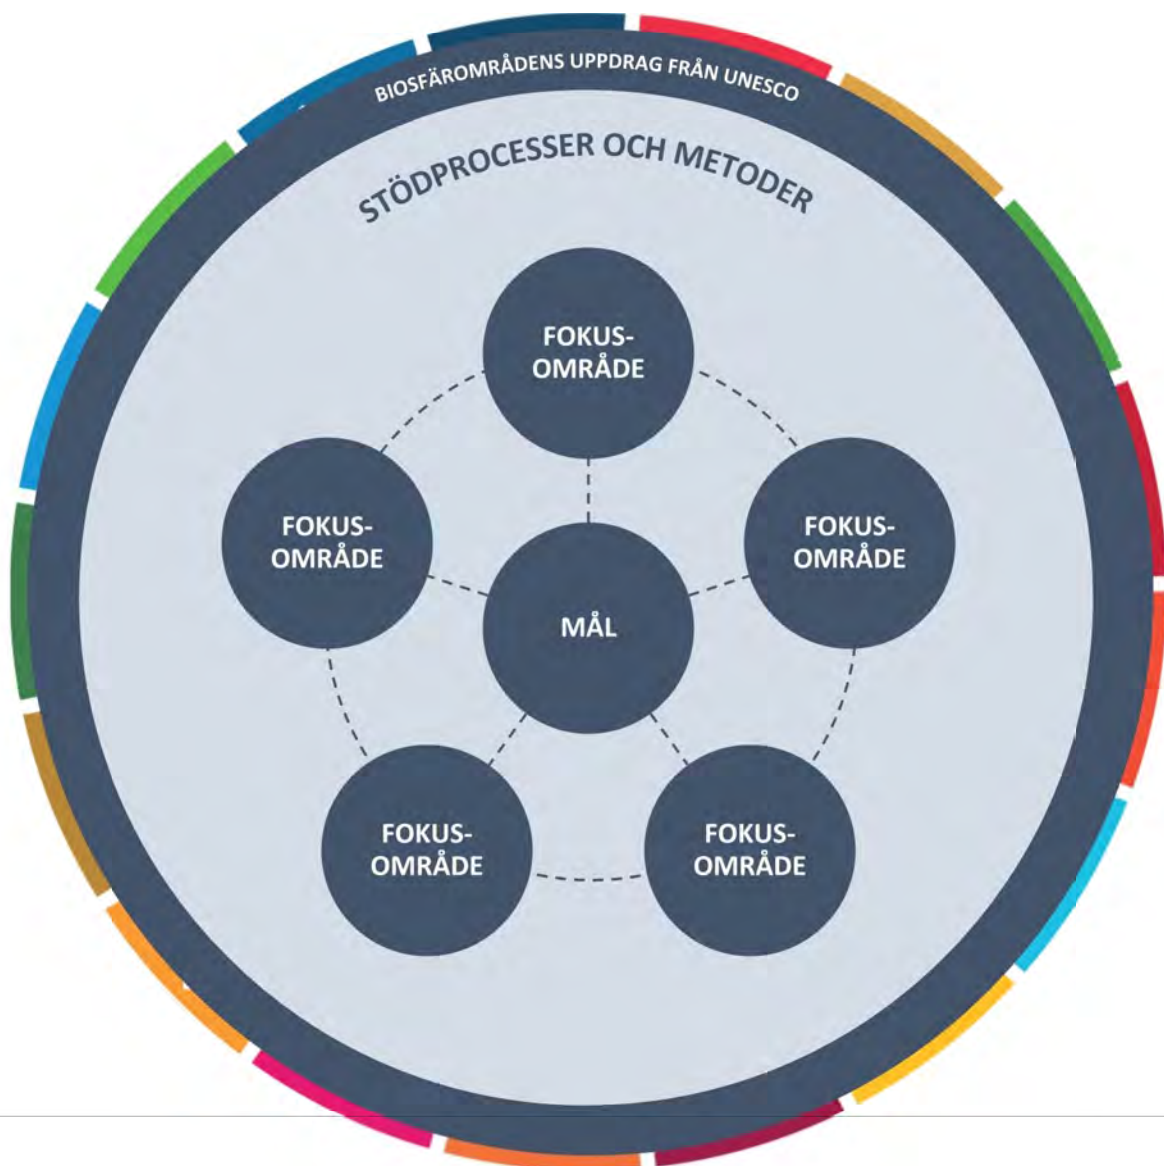 BIOSFÄROMRÅDENS UPPDRAG FRÅN UNESCO
STÖDPROCESSER OCH METODER
FOKUS-
OMRÅDE
FOKUS-
OMRÅDE
FOKUS-
OMRÅDE
MÅL
FOKUS-
OMRÅDE
FOKUS-
OMRÅDE